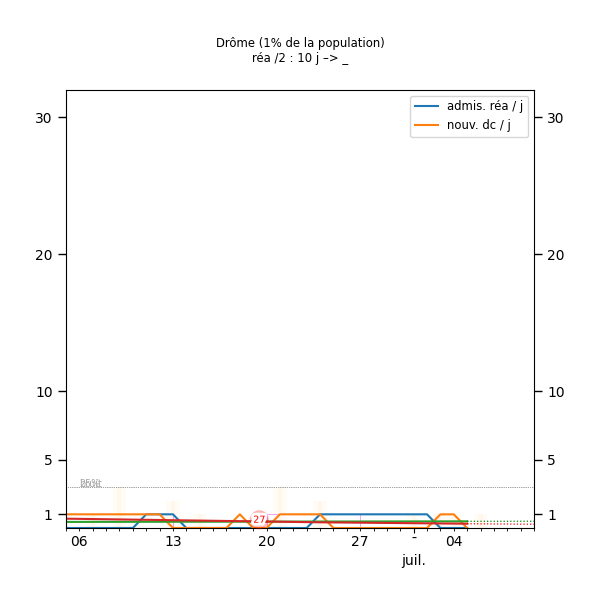 Drôme (1% de la population)
réa /2 : 10 j –> _
admis. réa / j
nouv. dc / j
30 30
20 20
10 10
5 5
1 1
27
06 13 20 27 - 04
juil.